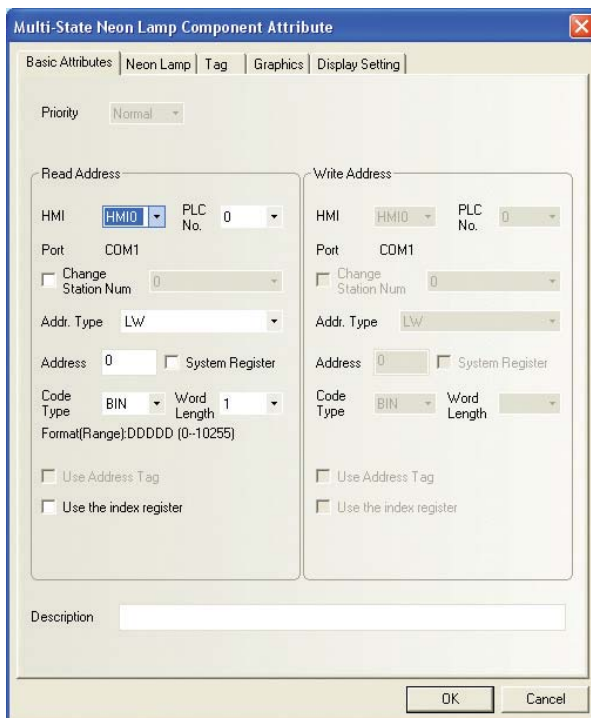 Multi-State Neon Lamp Component Attribute
Basic Attributes Neon Lamp Tag Graphics Display Setting
Priority Normal
Read Address
HMI HMI0 PLC No. 0
Port COM1
Change Station Num 0
Addr. Type LW
Address 0 System Register
Code Type BIN Word Length 1
Format(Range):DDDDD (0--10255)
Use Address Tag
Use the index register
Write Address
HMI HMI0 PLC No. 0
Port COM1
Change Station Num 0
Addr. Type LW
Address 0 System Register
Code Type BIN Word Length
Use Address Tag
Use the index register
Description
OK Cancel